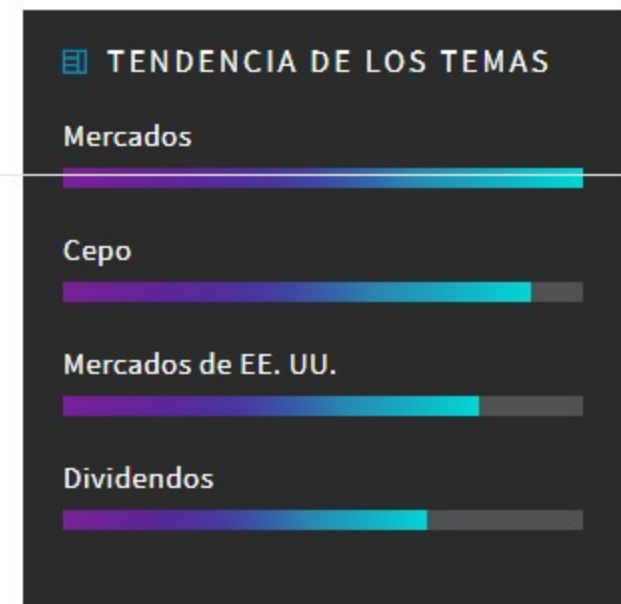 TENDENCIA DE LOS TEMAS
Mercados
Cepo
Mercados de EE. UU.
Dividendos